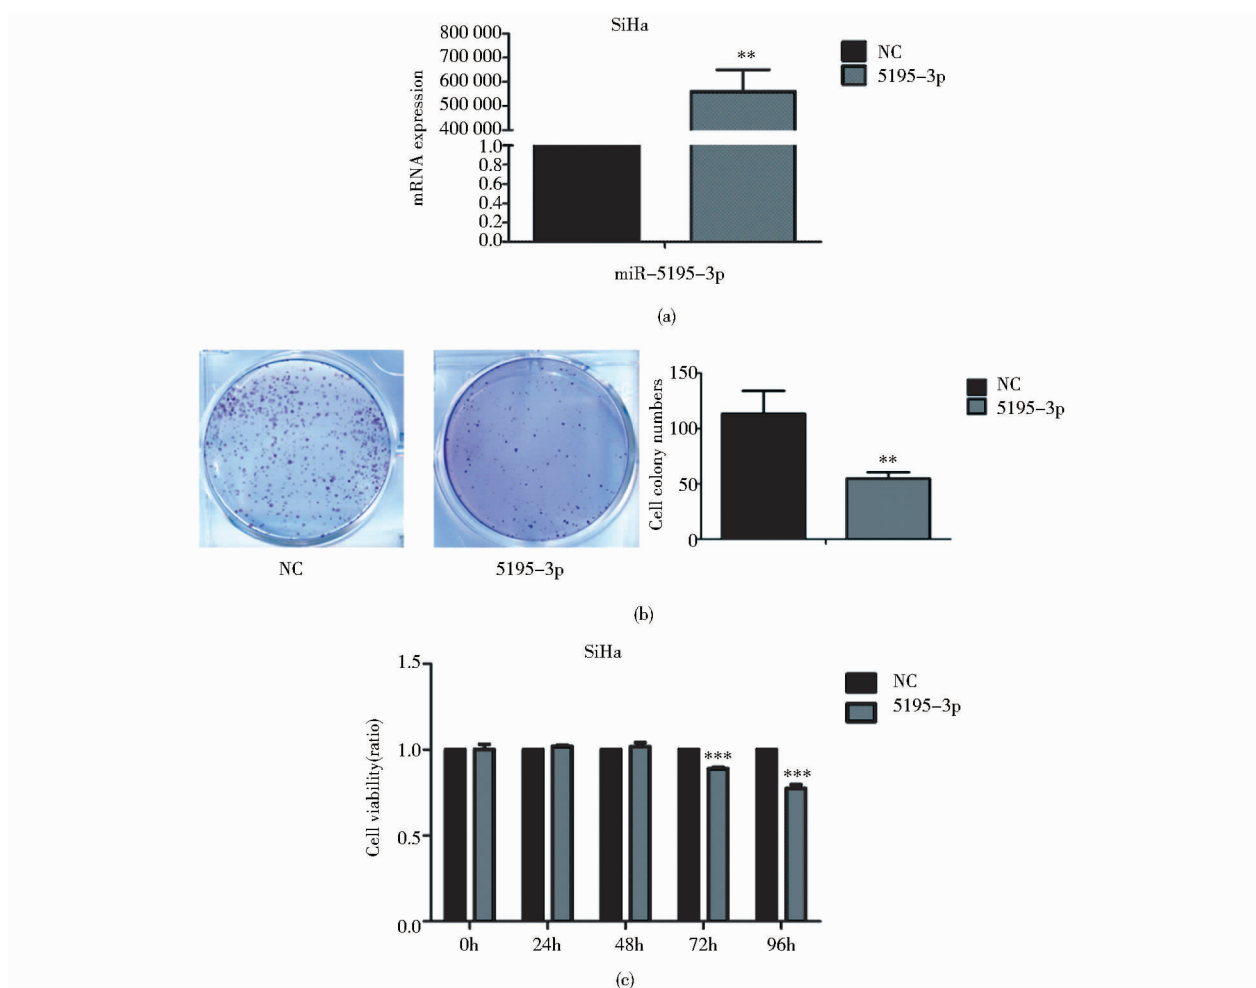 SiHa
800 000
700 000
600 000
500 000
400 000
1.0
0.8
0.6
0.4
0.2
0.0
mRNA expression
**
NC
5195-3p
miR-5195-3p
(a)
NC
5195-3p
150
100
50
0
Cell colony numbers
**
NC
5195-3p
(b)
SiHa
1.5
1.0
0.5
0.0
Cell viability(ratio)
***
***
NC
5195-3p
0h 24h 48h 72h 96h
(c)